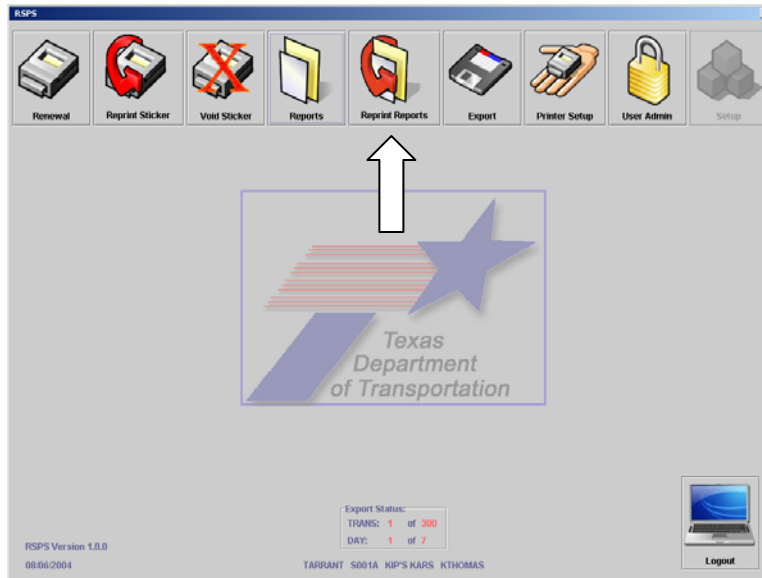 RSPS
Renewal
Reprint Sticker
Void Sticker
Reports
Reprint Reports
Export
Printer Setup
User Admin
Setup
Texas
Department
of Transportation
Export Status:
TRANS: 1 of 300
DAY: 1 of 7
RSPS Version 1.0.0
08/06/2004
TARRANT S001A KIP'S KARS KTHOMAS
Logout